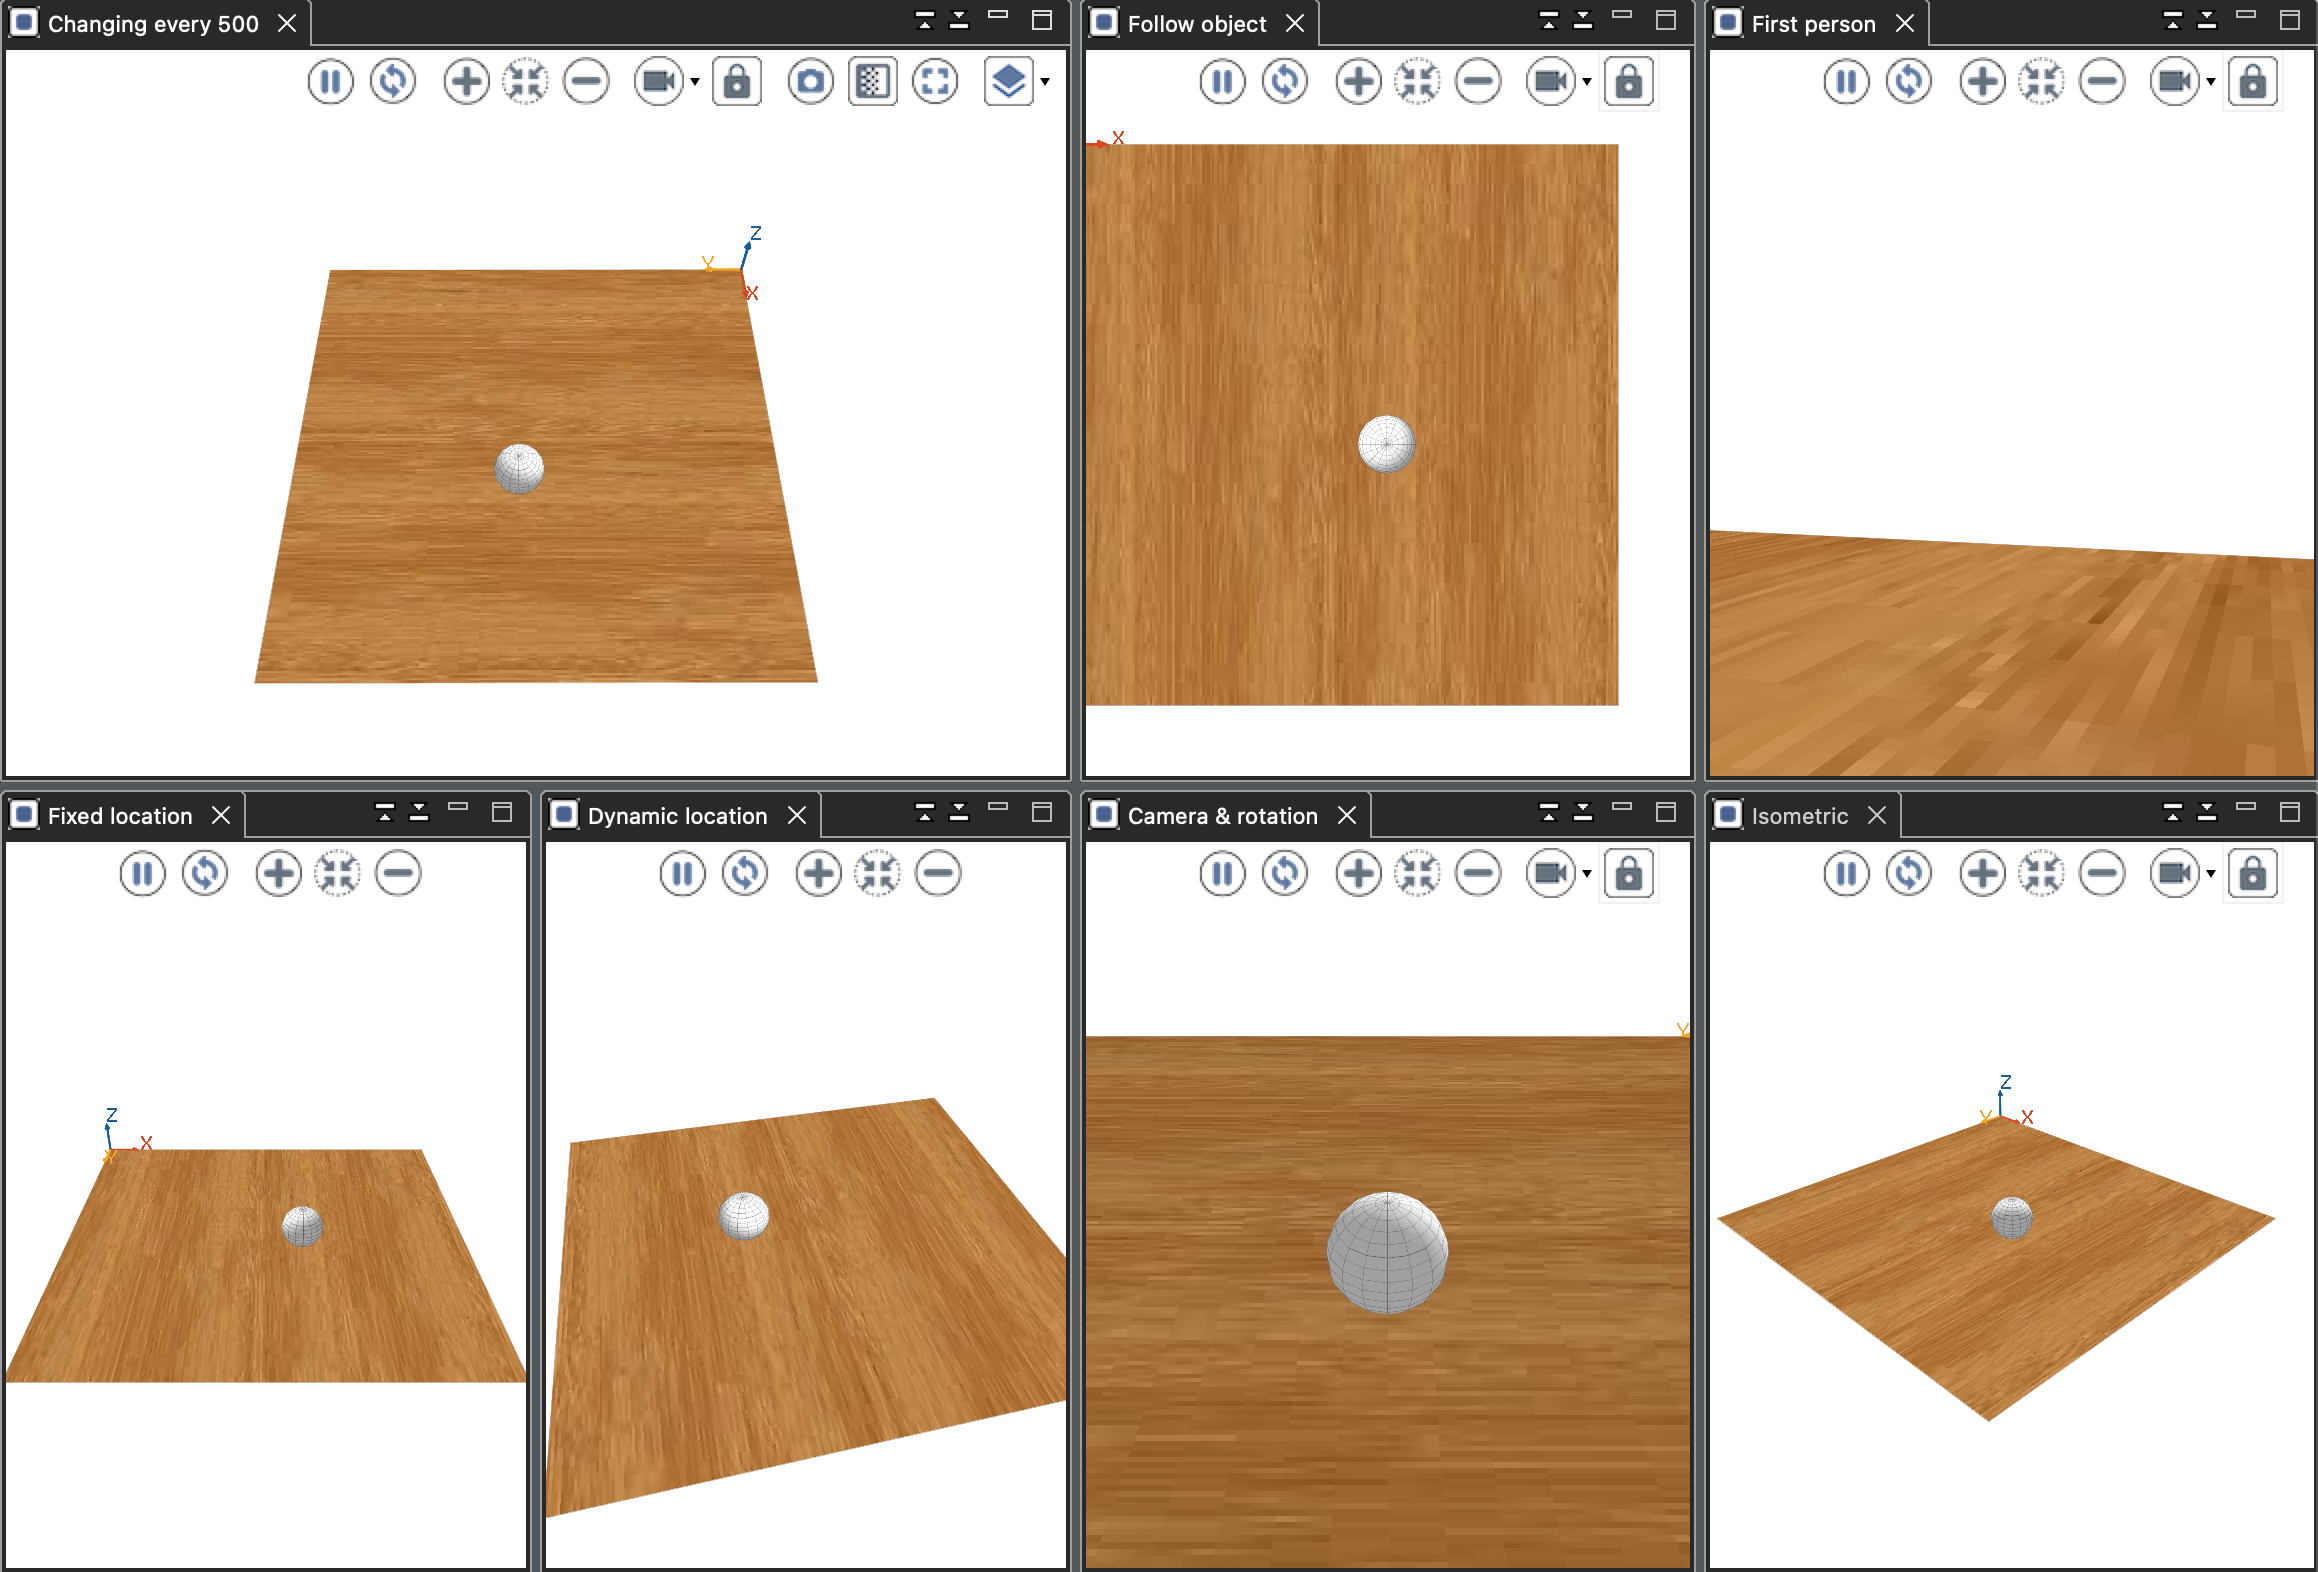 Changing every 500
Follow object
First person
X
Z
Y
X
Fixed location
Dynamic location
Camera & rotation
Isometric
Y
Z
X
Y
Z
Y
X